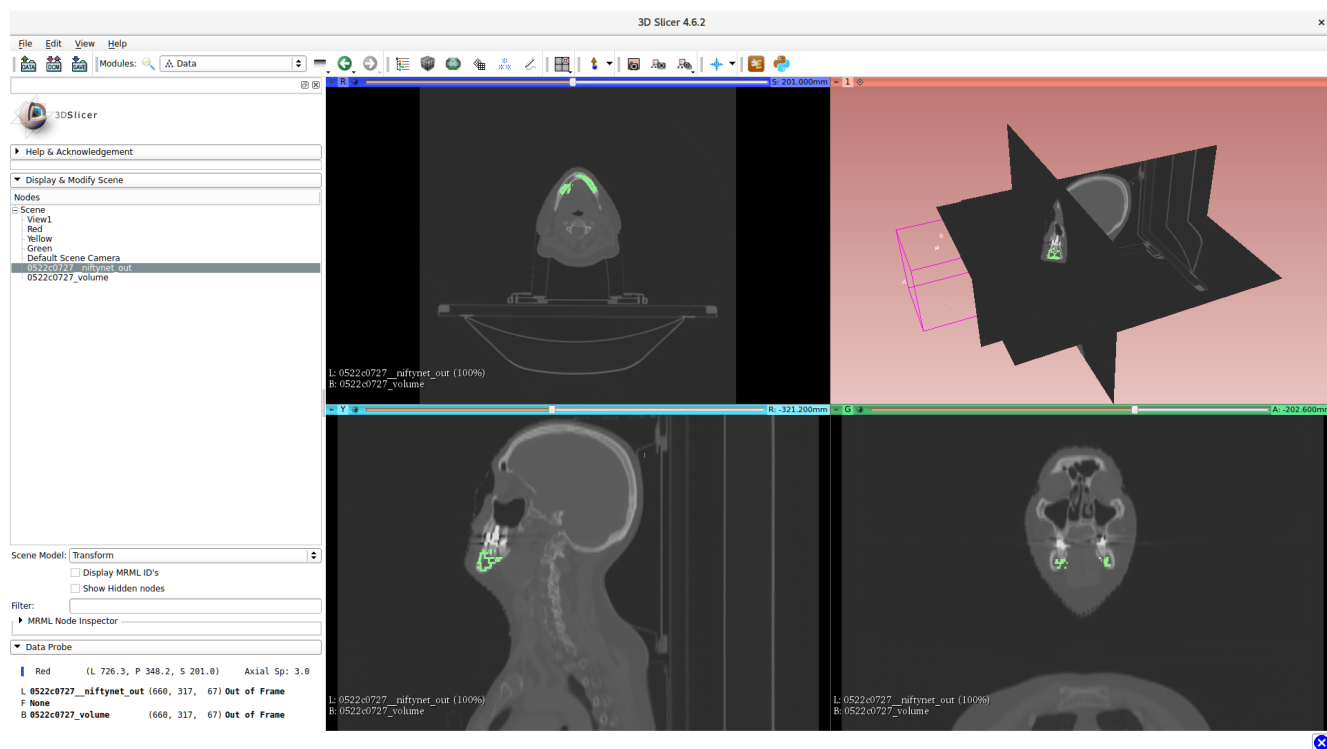 3D Slicer 4.6.2
File Edit View Help
DATA DCM SAVE Modules: Data
R S: 201.000mm
1
3DSlicer
Help & Acknowledgement
Display & Modify Scene
Nodes
Scene
View1
Red
Yellow
Green
Default Scene Camera
0522c0727__niftynet_out
0522c0727_volume
Scene Model: Transform
Display MRML ID's
Show Hidden nodes
Filter:
MRML Node Inspector
Data Probe
Red (L 726.3, P 348.2, S 201.0) Axial Sp: 3.0
L 0522c0727__niftynet_out (660, 317, 67) Out of Frame
F None
B 0522c0727_volume (660, 317, 67) Out of Frame
L: 0522c0727__niftynet_out (100%)
B: 0522c0727_volume
S
R
A
Y R: -321.200mm
L: 0522c0727__niftynet_out (100%)
B: 0522c0727_volume
G A: -202.600mm
L: 0522c0727__niftynet_out (100%)
B: 0522c0727_volume